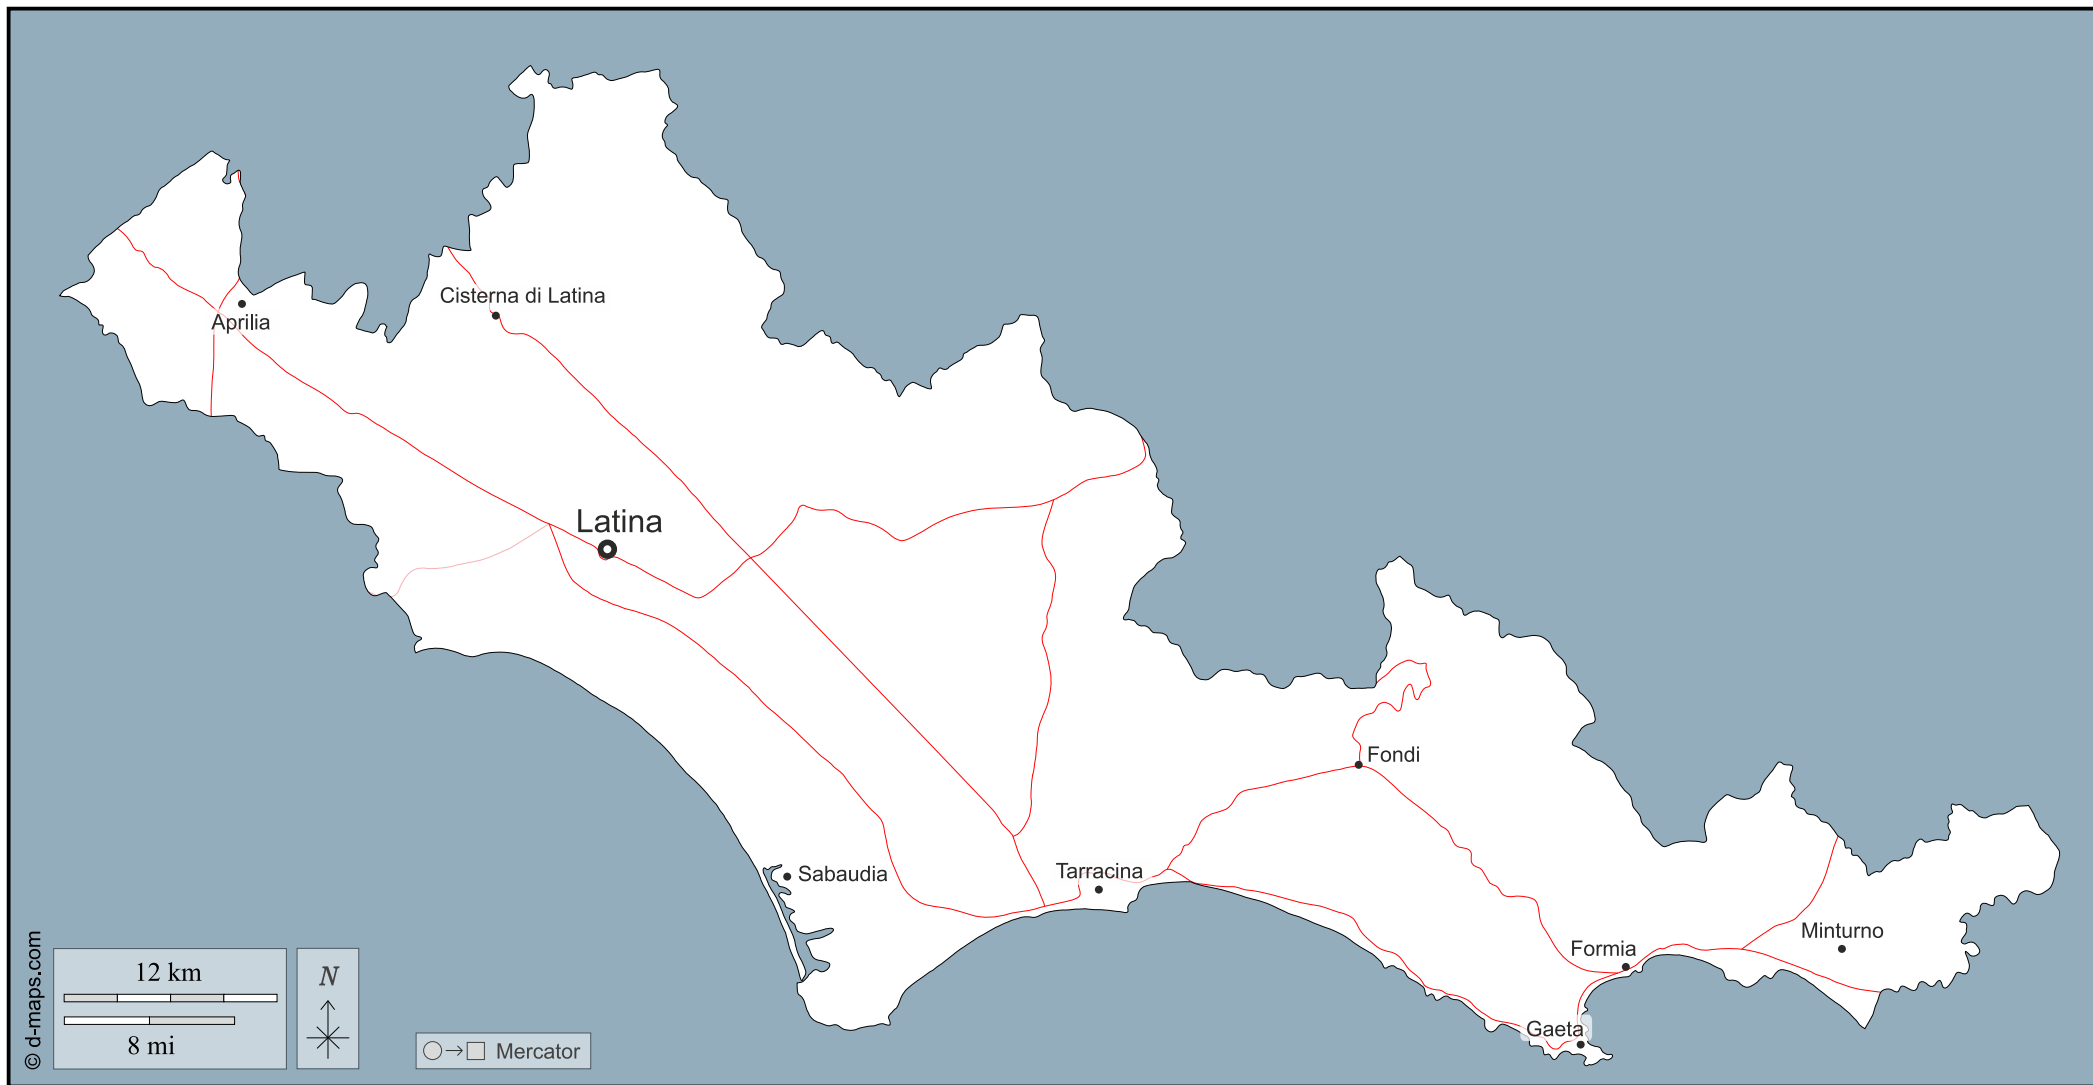 Cisterna di Latina
Aprilia
Latina
Fondi
Sabaudia
Tarracina
Minturno
Formia
Gaeta
© d-maps.com
12 km
8 mi
N
Mercator